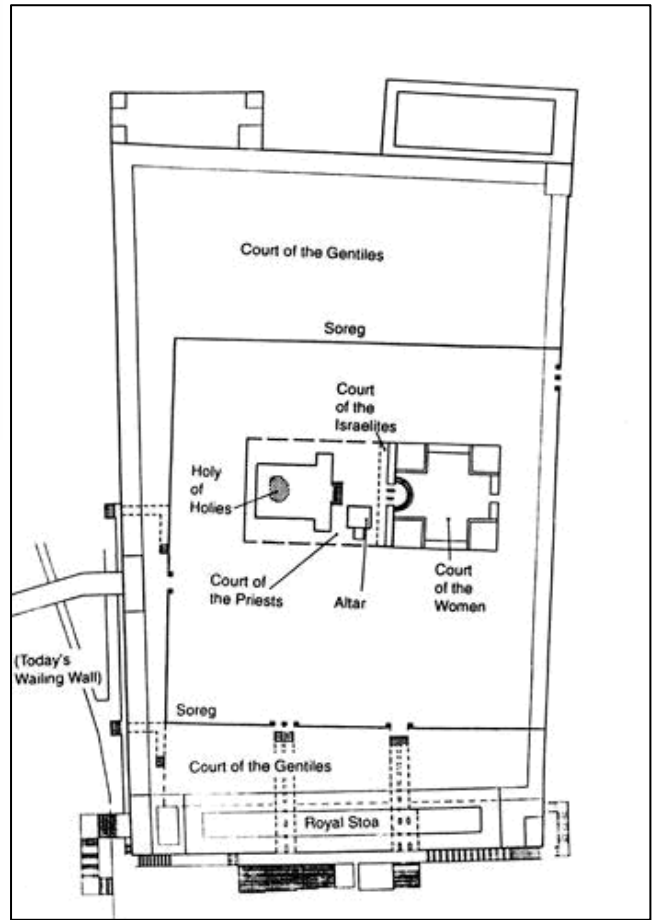 Court of the Gentiles
Soreg
Court
of the
Israelites
Holy
of
Holies
Court of
the Priests
Altar
Court
of the
Women
(Today's
Wailing Wall)
Soreg
Court of the Gentiles
Royal Stoa